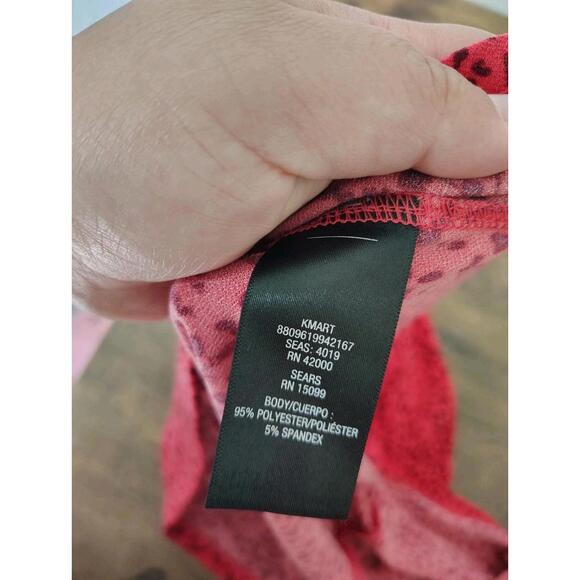 KMART
8809619942167
SEAS: 4019
RN 42000
SEARS
RN 15099
BODY/CUERPO :
95% POLYESTER/POLIÉSTER
5% SPANDEX